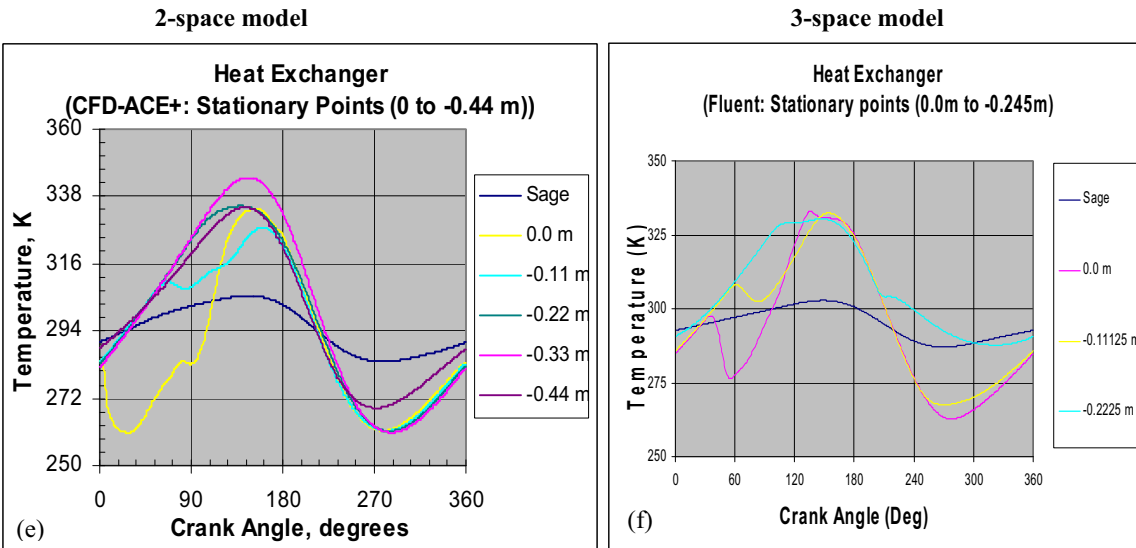 2-space model
3-space model
Heat Exchanger
(CFD-ACE+: Stationary Points (0 to -0.44 m))
Temperature, K
360
338
316
294
272
250
0
90
180
270
360
Crank Angle, degrees
Sage
0.0 m
-0.11 m
-0.22 m
-0.33 m
-0.44 m
(e)
Heat Exchanger
(Fluent: Stationary points (0.0m to -0.245m)
Temperature (K)
350
325
300
275
250
0
60
120
180
240
300
360
Crank Angle (Deg)
Sage
0.0 m
-0.11125 m
-0.2225 m
(f)